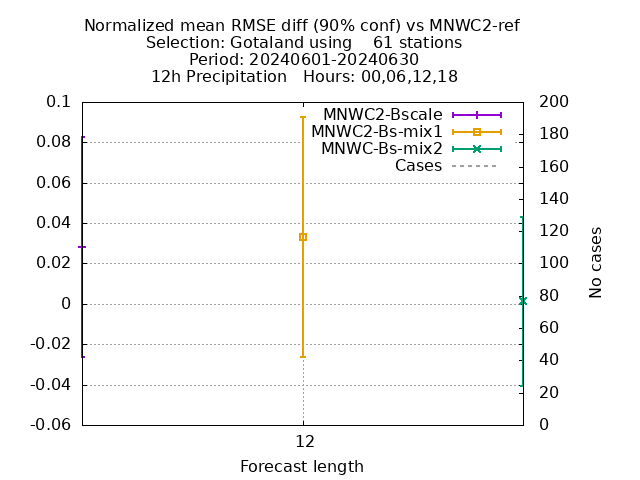 Normalized mean RMSE diff (90% conf) vs MNWC2-ref
Selection: Gotaland using    61 stations
Period: 20240601-20240630
12h Precipitation   Hours: 00,06,12,18
MNWC2-Bscale
MNWC2-Bs-mix1
MNWC-Bs-mix2
Cases
0.1
0.08
0.06
0.04
0.02
0
-0.02
-0.04
-0.06
200
180
160
140
120
100
80
60
40
20
0
No cases
12
Forecast length